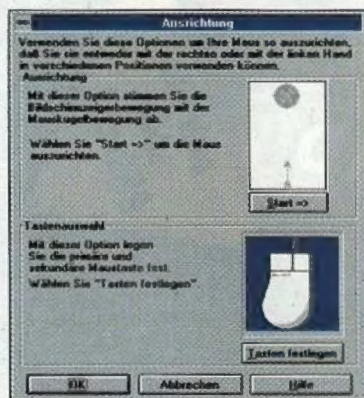 Ausrichtung
Verwenden Sie diese Optionen um Ihre Maus so auszurichten,
daß Sie sie entweder mit der rechten oder mit der linken Hand
in verschiedenen Positionen verwenden können.
Ausrichtung
Mit dieser Option stimmen Sie die
Bildschirmzeigerbewegung mit der
Mauskugelbewegung ab.
Wählen Sie "Start =>" um die Maus
auszurichten.
Start =>
Tastenauswahl
Mit dieser Option legen
Sie die primäre und
sekundäre Maustaste fest.
Wählen Sie "Tasten festlegen".
Tasten festlegen
OK
Abbrechen
Hilfe